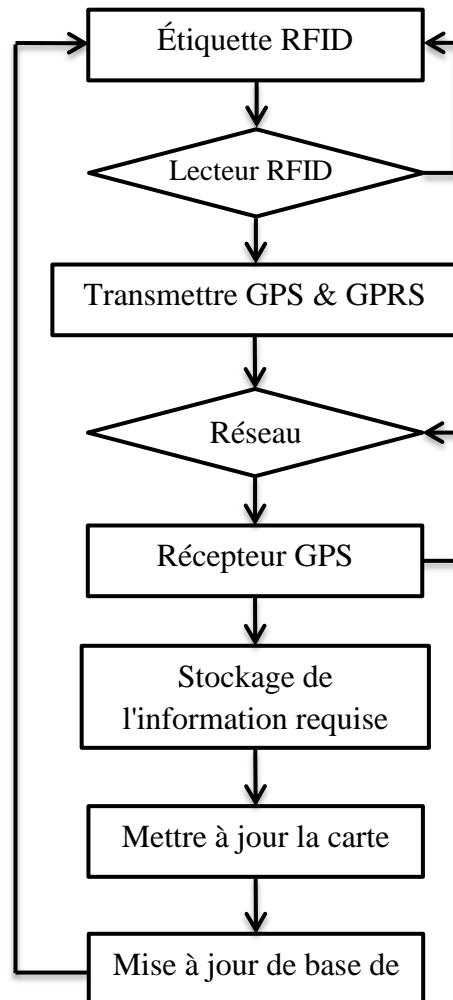 Étiquette RFID
Lecteur RFID
Transmettre GPS & GPRS
Réseau
Récepteur GPS
Stockage de
l'information requise
Mettre à jour la carte
Mise à jour de base de